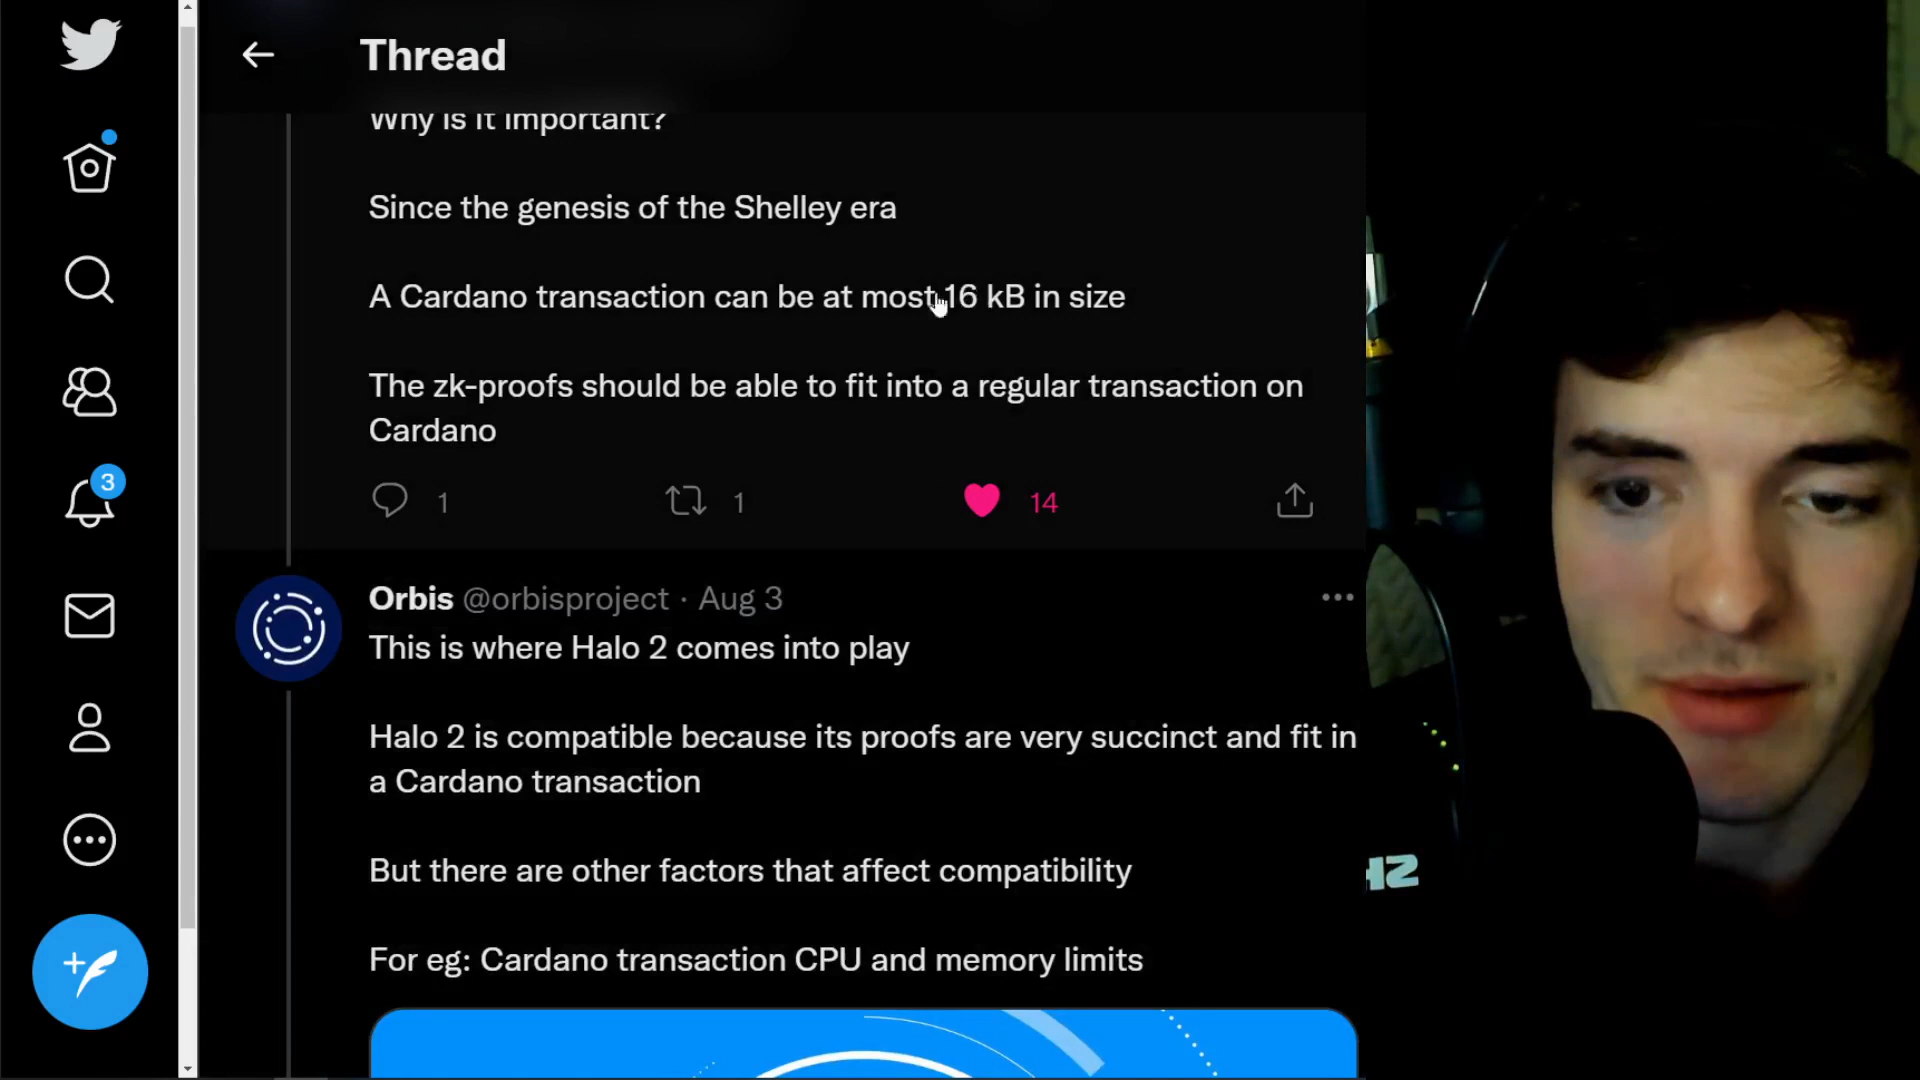 Thread
Why is it important?
Since the genesis of the Shelley era
A Cardano transaction can be at most 16 kB in size
The zk-proofs should be able to fit into a regular transaction on
Cardano
1
1
14
3
Orbis @orbisproject · Aug 3
This is where Halo 2 comes into play
Halo 2 is compatible because its proofs are very succinct and fit in
a Cardano transaction
But there are other factors that affect compatibility
For eg: Cardano transaction CPU and memory limits